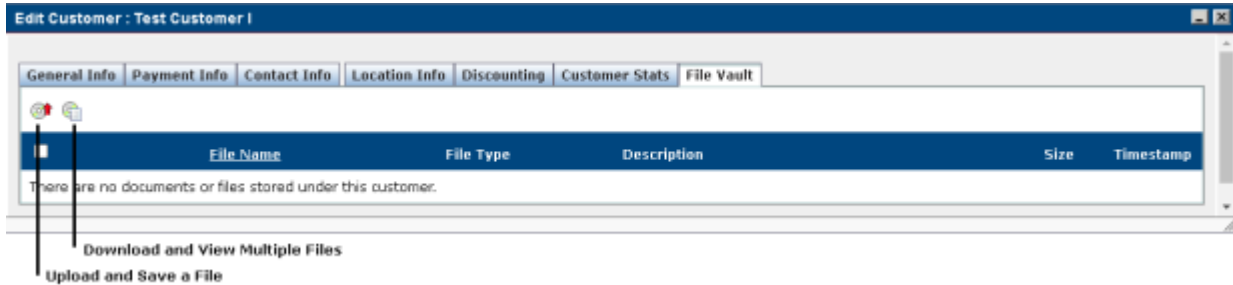 Edit Customer : Test Customer I
General Info Payment Info Contact Info Location Info Discounting Customer Stats File Vault
File Name File Type Description Size Timestamp
There are no documents or files stored under this customer.
Download and View Multiple Files
Upload and Save a File